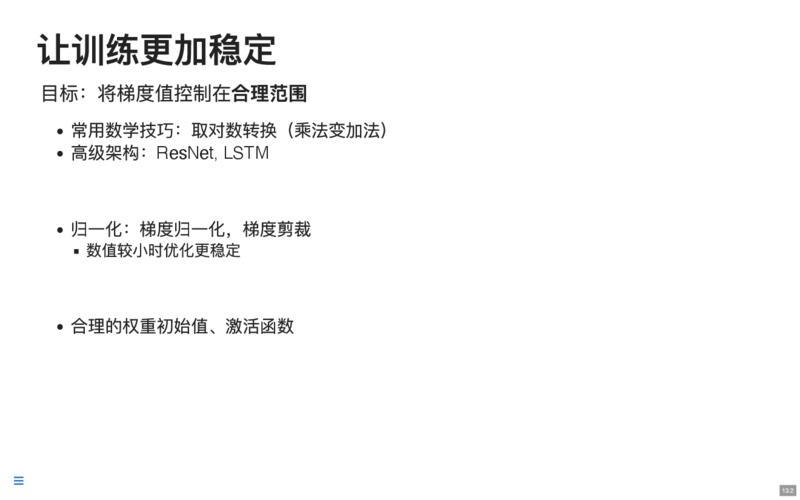 让训练更加稳定
目标：将梯度值控制在合理范围
常用数学技巧：取对数转换（乘法变加法）
高级架构：ResNet, LSTM
归一化：梯度归一化，梯度剪裁
数值较小时优化更稳定
合理的权重初始值、激活函数
13.2